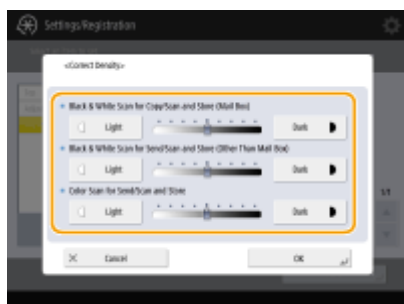 Settings/Registration
<Correct Density>
Black & White Scan for Copy/Scan and Store (Mail Box)
Light
Dark
Black & White Scan for Send/Scan and Store (Other Than Mail Box)
Light
Dark
Color Scan for Send/Scan and Store
Light
Dark
1/1
Cancel
OK